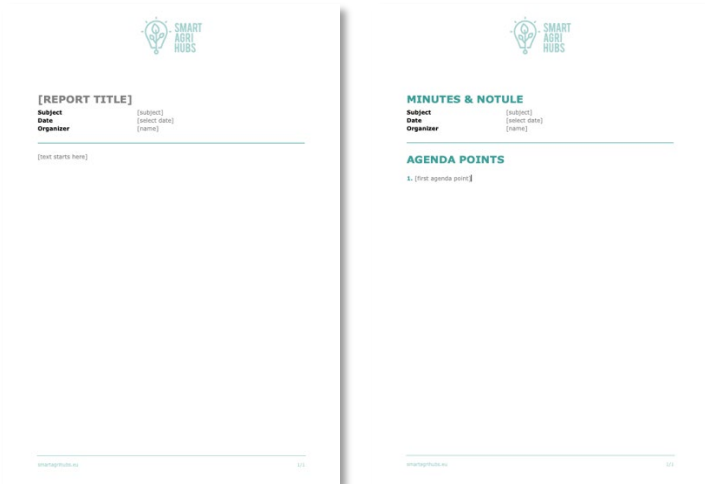 SMART
AGRI
HUBS
[REPORT TITLE]
Subject [subject]
Date [select date]
Organizer [name]
[text starts here]
smartagrihubs.eu 1/1
SMART
AGRI
HUBS
MINUTES & NOTULE
Subject [subject]
Date [select date]
Organizer [name]
AGENDA POINTS
1. [first agenda point]
smartagrihubs.eu 1/1